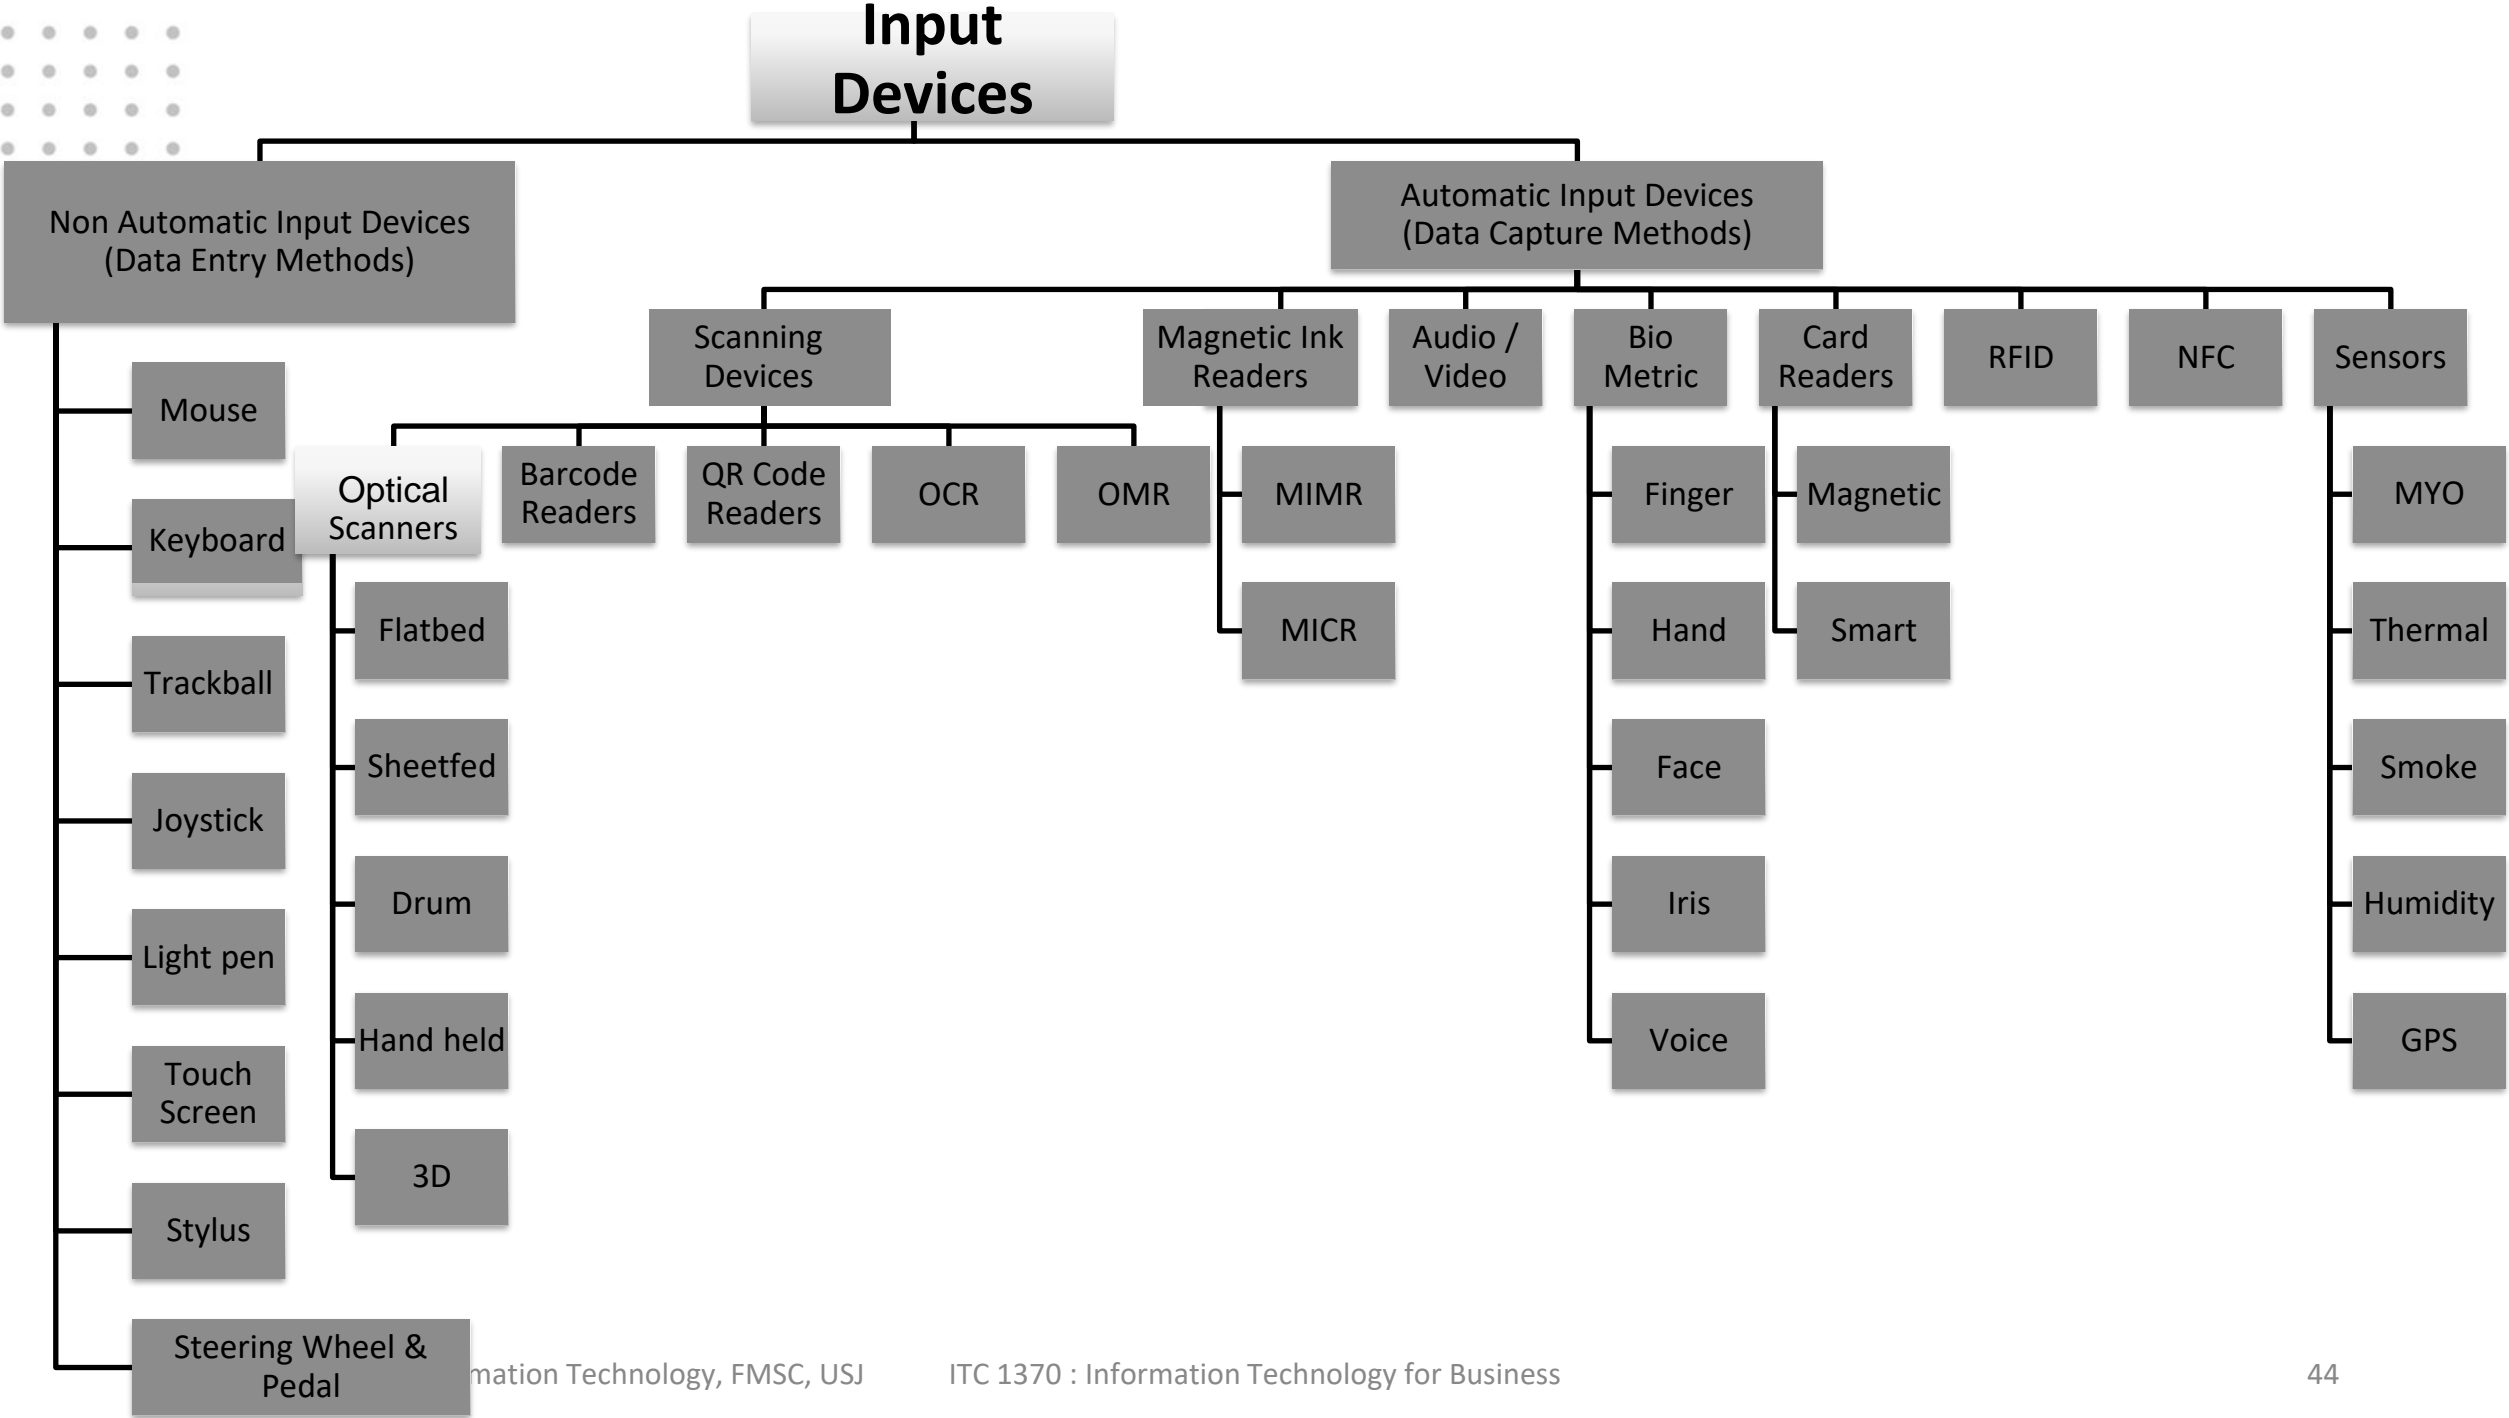 Input
Devices
Non Automatic Input Devices
(Data Entry Methods)
Automatic Input Devices
(Data Capture Methods)
Scanning
Devices
Magnetic Ink
Readers
Audio /
Video
Bio
Metric
Card
Readers
RFID
NFC
Sensors
Mouse
Keyboard
Trackball
Joystick
Light pen
Touch
Screen
Stylus
Steering Wheel &
Pedal
Optical
Scanners
Barcode
Readers
QR Code
Readers
OCR
OMR
Flatbed
Sheetfed
Drum
Hand held
3D
MIMR
MICR
Finger
Hand
Face
Iris
Voice
Magnetic
Smart
MYO
Thermal
Smoke
Humidity
GPS
Technology, FMSC, USJ
ITC 1370 : Information Technology for Business
44